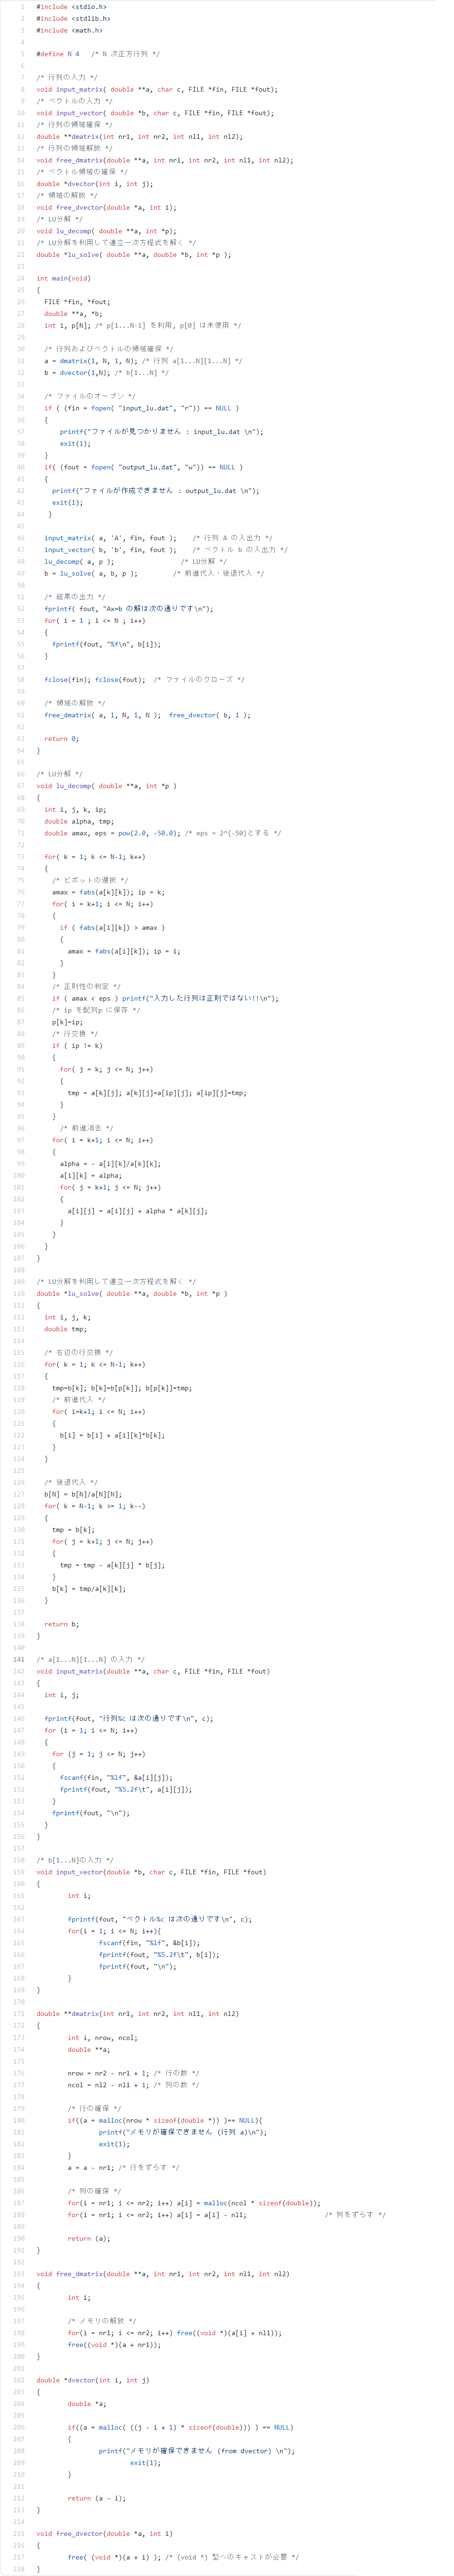 1 #include <stdio.h>
2 #include <stdlib.h>
3 #include <math.h>
4
5 #define N 4   /* N 次正方行列 */
6
7 /* 行列の入力 */
8 void input_matrix( double **a, char c, FILE *fin, FILE *fout);
9 /* ベクトルの入力 */
10 void input_vector( double *b, char c, FILE *fin, FILE *fout);
11 /* 行列の領域確保 */
12 double **dmatrix(int nr1, int nr2, int nl1, int nl2);
13 /* 行列の領域解放 */
14 void free_dmatrix(double **a, int nr1, int nr2, int nl1, int nl2);
15 /* ベクトル領域の確保 */
16 double *dvector(int i, int j);
17 /* 領域の解放 */
18 void free_dvector(double *a, int i);
19 /* LU分解 */
20 void lu_decomp( double **a, int *p);
21 /* LU分解を利用して連立一次方程式を解く */
22 double *lu_solve( double **a, double *b, int *p );
23
24 int main(void)
25 {
26   FILE *fin, *fout;
27   double **a, *b;
28   int i, p[N]; /* p[1...N-1] を利用, p[0] は未使用 */
29
30   /* 行列およびベクトルの領域確保 */
31   a = dmatrix(1, N, 1, N); /* 行列 a[1...N][1...N] */
32   b = dvector(1,N); /* b[1...N] */
33
34   /* ファイルのオープン */
35   if ( (fin = fopen( "input_lu.dat", "r")) == NULL )
36   {
37       printf("ファイルが見つかりません : input_lu.dat \n");
38       exit(1);
39   }
40   if( (fout = fopen( "output_lu.dat", "w")) == NULL )
41   {
42     printf("ファイルが作成できません : output_lu.dat \n");
43     exit(1);
44    }
45
46   input_matrix( a, 'A', fin, fout );    /* 行列 A の入出力 */
47   input_vector( b, 'b', fin, fout );    /* ベクトル b の入出力 */
48   lu_decomp( a, p );                 /* LU分解 */
49   b = lu_solve( a, b, p );         /* 前進代入・後退代入 */
50
51   /* 結果の出力 */
52   fprintf( fout, "Ax=b の解は次の通りです\n");
53   for( i = 1 ; i <= N ; i++)
54   {
55     fprintf(fout, "%f\n", b[i]);
56   }
57
58   fclose(fin); fclose(fout);  /* ファイルのクローズ */
59
60   /* 領域の解放 */
61   free_dmatrix( a, 1, N, 1, N );  free_dvector( b, 1 );
62
63   return 0;
64 }
65
66 /* LU分解 */
67 void lu_decomp( double **a, int *p )
68 {
69   int i, j, k, ip;
70   double alpha, tmp;
71   double amax, eps = pow(2.0, -50.0); /* eps = 2^{-50}とする */
72
73   for( k = 1; k <= N-1; k++)
74   {
75     /* ピボットの選択 */
76     amax = fabs(a[k][k]); ip = k;
77     for( i = k+1; i <= N; i++)
78     {
79       if ( fabs(a[i][k]) > amax )
80       {
81         amax = fabs(a[i][k]); ip = i;
82       }
83     }
84     /* 正則性の判定 */
85     if ( amax < eps ) printf("入力した行列は正則ではない!!\n");
86     /* ip を配列p に保存 */
87     p[k]=ip;
88     /* 行交換 */
89     if ( ip != k)
90     {
91       for( j = k; j <= N; j++)
92       {
93         tmp = a[k][j]; a[k][j]=a[ip][j]; a[ip][j]=tmp;
94       }
95     }
96       /* 前進消去 */
97     for( i = k+1; i <= N; i++)
98     {
99       alpha = - a[i][k]/a[k][k];
100       a[i][k] = alpha;
101       for( j = k+1; j <= N; j++)
102       {
103         a[i][j] = a[i][j] + alpha * a[k][j];
104       }
105     }
106   }
107 }
108
109 /* LU分解を利用して連立一次方程式を解く */
110 double *lu_solve( double **a, double *b, int *p )
111 {
112   int i, j, k;
113   double tmp;
114
115   /* 右辺の行交換 */
116   for( k = 1; k <= N-1; k++)
117   {
118     tmp=b[k]; b[k]=b[p[k]]; b[p[k]]=tmp;
119     /* 前進代入 */
120     for( i=k+1; i <= N; i++)
121     {
122       b[i] = b[i] + a[i][k]*b[k];
123     }
124   }
125
126   /* 後退代入 */
127   b[N] = b[N]/a[N][N];
128   for( k = N-1; k >= 1; k--)
129   {
130     tmp = b[k];
131     for( j = k+1; j <= N; j++)
132     {
133       tmp = tmp - a[k][j] * b[j];
134     }
135     b[k] = tmp/a[k][k];
136   }
137
138   return b;
139 }
140
141 /* a[1...N][1...N] の入力 */
142 void input_matrix(double **a, char c, FILE *fin, FILE *fout)
143 {
144   int i, j;
145
146   fprintf(fout, "行列%c は次の通りです\n", c);
147   for (i = 1; i <= N; i++)
148   {
149     for (j = 1; j <= N; j++)
150     {
151       fscanf(fin, "%lf", &a[i][j]);
152       fprintf(fout, "%5.2f\t", a[i][j]);
153     }
154     fprintf(fout, "\n");
155   }
156 }
157
158 /* b[1...N]の入力 */
159 void input_vector(double *b, char c, FILE *fin, FILE *fout)
160 {
161         int i;
162
163         fprintf(fout, "ベクトル%c は次の通りです\n", c);
164         for(i = 1; i <= N; i++){
165                 fscanf(fin, "%lf", &b[i]);
166                 fprintf(fout, "%5.2f\t", b[i]);
167                 fprintf(fout, "\n");
168         }
169 }
170
171 double **dmatrix(int nr1, int nr2, int nl1, int nl2)
172 {
173         int i, nrow, ncol;
174         double **a;
175
176         nrow = nr2 - nr1 + 1; /* 行の数 */
177         ncol = nl2 - nl1 + 1; /* 列の数 */
178
179         /* 行の確保 */
180         if((a = malloc(nrow * sizeof(double *)) )== NULL){
181                 printf("メモリが確保できません (行列 a)\n");
182                 exit(1);
183         }
184         a = a - nr1; /* 行をずらす */
185
186         /* 列の確保 */
187         for(i = nr1; i <= nr2; i++) a[i] = malloc(ncol * sizeof(double));
188         for(i = nr1; i <= nr2; i++) a[i] = a[i] - nl1;                    /* 列をずらす */
189
190         return (a);
191 }
192
193 void free_dmatrix(double **a, int nr1, int nr2, int nl1, int nl2)
194 {
195         int i;
196
197         /* メモリの解放 */
198         for(i = nr1; i <= nr2; i++) free((void *)(a[i] + nl1));
199         free((void *)(a + nr1));
200 }
201
202 double *dvector(int i, int j)
203 {
204         double *a;
205
206         if((a = malloc( ((j - i + 1) * sizeof(double))) ) == NULL)
207         {
208                 printf("メモリが確保できません (from dvector) \n");
209                         exit(1);
210         }
211
212         return (a - i);
213 }
214
215 void free_dvector(double *a, int i)
216 {
217         free( (void *)(a + i) ); /* (void *) 型へのキャストが必要 */
218 }